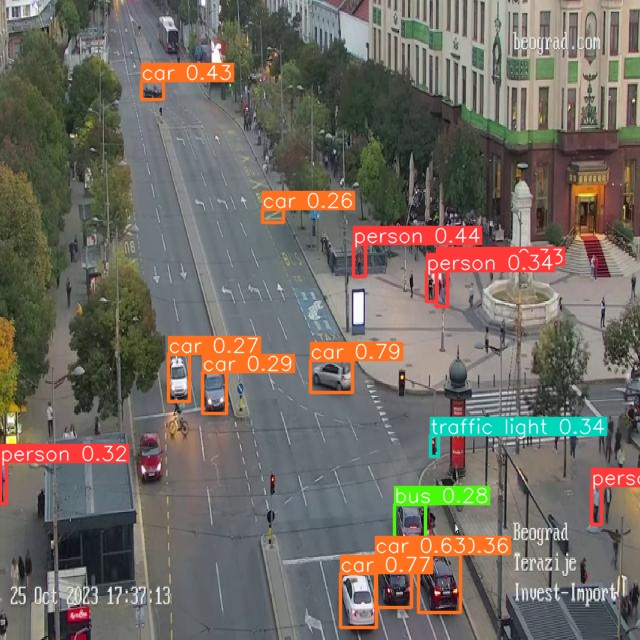 beograd.com
car 0.43
car 0.26
person 0.44
person 0.34
car 0.27
car 0.29
car 0.79
traffic light 0.34
person 0.32
bus 0.28
car 0.63
0.36
car 0.77
Beograd
Terazije
Invest-Import
25 Oct 2023 17:37:13